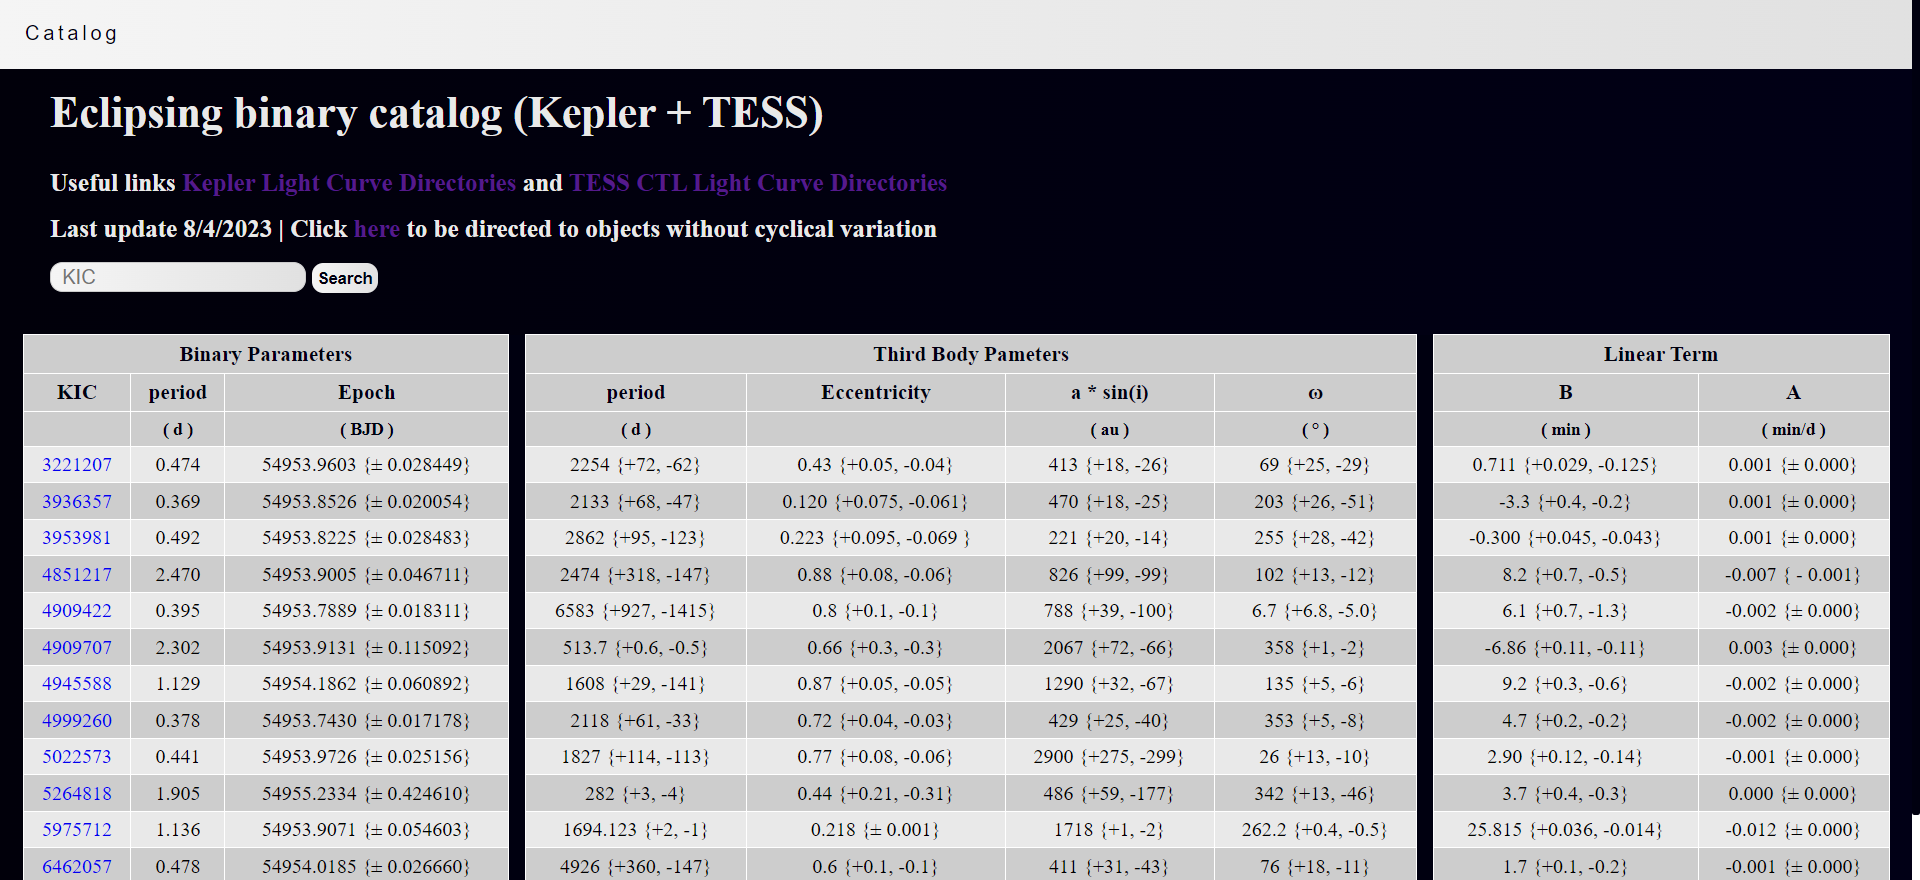 Catalog
Eclipsing binary catalog (Kepler + TESS)
Useful links Kepler Light Curve Directories and TESS CTL Light Curve Directories
Last update 8/4/2023 | Click here to be directed to objects without cyclical variation
KIC Search
Binary Parameters Third Body Pameters Linear Term
KIC period Epoch period Eccentricity a * sin(i) ω B A
( d ) ( BJD ) ( d ) ( au ) ( ° ) ( min ) ( min/d )
3221207 0.474 54953.9603 {± 0.028449} 2254 {+72, -62} 0.43 {+0.05, -0.04} 413 {+18, -26} 69 {+25, -29} 0.711 {+0.029, -0.125} 0.001 {± 0.000}
3936357 0.369 54953.8526 {± 0.020054} 2133 {+68, -47} 0.120 {+0.075, -0.061} 470 {+18, -25} 203 {+26, -51} -3.3 {+0.4, -0.2} 0.001 {± 0.000}
3953981 0.492 54953.8225 {± 0.028483} 2862 {+95, -123} 0.223 {+0.095, -0.069 } 221 {+20, -14} 255 {+28, -42} -0.300 {+0.045, -0.043} 0.001 {± 0.000}
4851217 2.470 54953.9005 {± 0.046711} 2474 {+318, -147} 0.88 {+0.08, -0.06} 826 {+99, -99} 102 {+13, -12} 8.2 {+0.7, -0.5} -0.007 { - 0.001}
4909422 0.395 54953.7889 {± 0.018311} 6583 {+927, -1415} 0.8 {+0.1, -0.1} 788 {+39, -100} 6.7 {+6.8, -5.0} 6.1 {+0.7, -1.3} -0.002 {± 0.000}
4909707 2.302 54953.9131 {± 0.115092} 513.7 {+0.6, -0.5} 0.66 {+0.3, -0.3} 2067 {+72, -66} 358 {+1, -2} -6.86 {+0.11, -0.11} 0.003 {± 0.000}
4945588 1.129 54954.1862 {± 0.060892} 1608 {+29, -141} 0.87 {+0.05, -0.05} 1290 {+32, -67} 135 {+5, -6} 9.2 {+0.3, -0.6} -0.002 {± 0.000}
4999260 0.378 54953.7430 {± 0.017178} 2118 {+61, -33} 0.72 {+0.04, -0.03} 429 {+25, -40} 353 {+5, -8} 4.7 {+0.2, -0.2} -0.002 {± 0.000}
5022573 0.441 54953.9726 {± 0.025156} 1827 {+114, -113} 0.77 {+0.08, -0.06} 2900 {+275, -299} 26 {+13, -10} 2.90 {+0.12, -0.14} -0.001 {± 0.000}
5264818 1.905 54955.2334 {± 0.424610} 282 {+3, -4} 0.44 {+0.21, -0.31} 486 {+59, -177} 342 {+13, -46} 3.7 {+0.4, -0.3} 0.000 {± 0.000}
5975712 1.136 54953.9071 {± 0.054603} 1694.123 {+2, -1} 0.218 {± 0.001} 1718 {+1, -2} 262.2 {+0.4, -0.5} 25.815 {+0.036, -0.014} -0.012 {± 0.000}
6462057 0.478 54954.0185 {± 0.026660} 4926 {+360, -147} 0.6 {+0.1, -0.1} 411 {+31, -43} 76 {+18, -11} 1.7 {+0.1, -0.2} -0.001 {± 0.000}